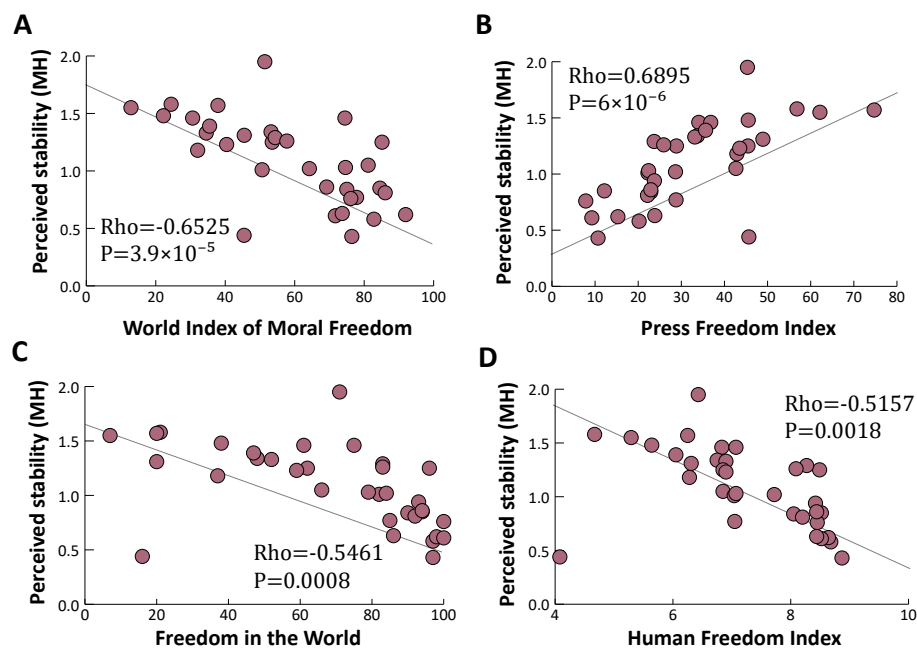 A
Perceived stability (MH)
2.0
1.5
1.0
0.5
0.0
Rho=-0.6525
P=3.9×10⁻⁵
0 20 40 60 80 100
World Index of Moral Freedom
B
Perceived stability (MH)
2.0
1.5
1.0
0.5
0.0
Rho=0.6895
P=6×10⁻⁶
0 10 20 30 40 50 60 70 80
Press Freedom Index
C
Perceived stability (MH)
2.0
1.5
1.0
0.5
0.0
Rho=-0.5461
P=0.0008
0 20 40 60 80 100
Freedom in the World
D
Perceived stability (MH)
2.0
1.5
1.0
0.5
0.0
Rho=-0.5157
P=0.0018
4 6 8 10
Human Freedom Index